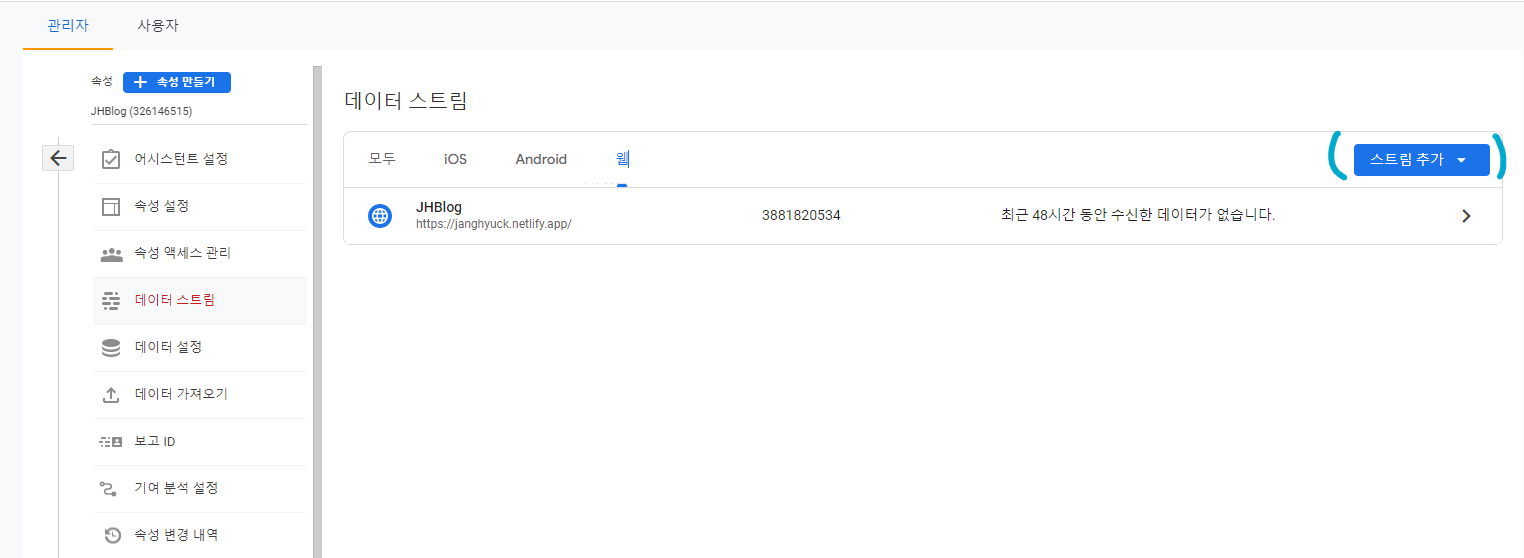 관리자 사용자
속성 속성 만들기
JHBlog (326146515)
어시스턴트 설정
속성 설정
속성 액세스 관리
데이터 스트림
데이터 설정
데이터 가져오기
보고 ID
기여 분석 설정
속성 변경 내역
데이터 스트림
모두 iOS Android 웹 스트림 추가
JHBlog 3881820534 최근 48시간 동안 수신한 데이터가 없습니다.
https://janghyuck.netlify.app/